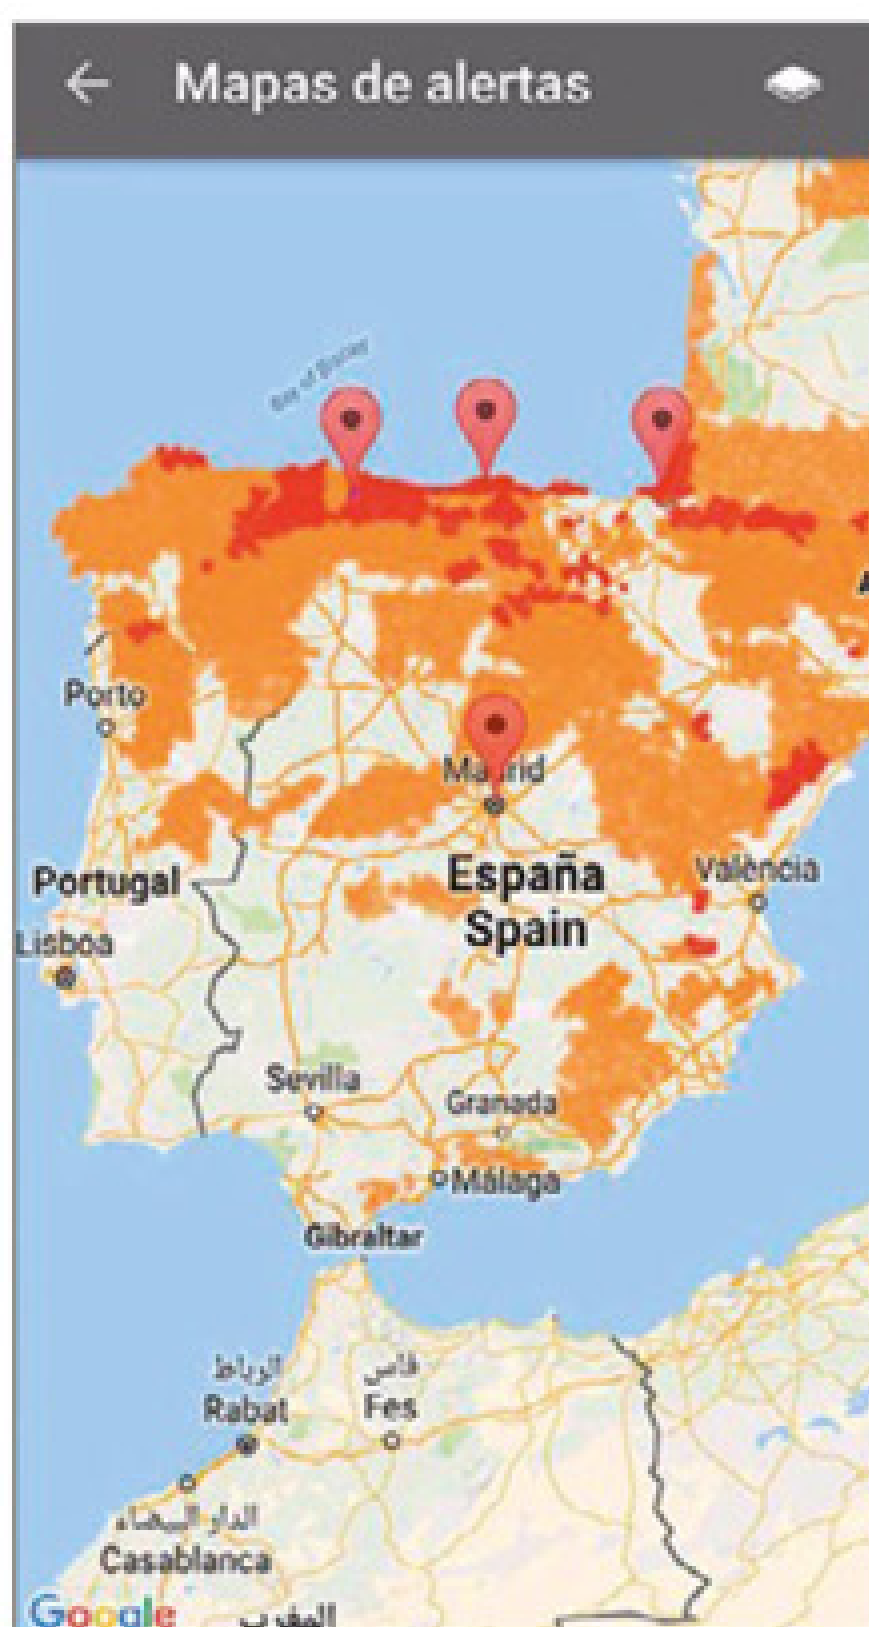 Mapas de alertas
Bay of Biscay
Porto
Madrid
Portugal
España
Spain
València
Lisboa
Sevilla
Granada
Málaga
Gibraltar
الرباط
Rabat
فاس
Fes
الدار البيضاء
Casablanca
Google
المغرب